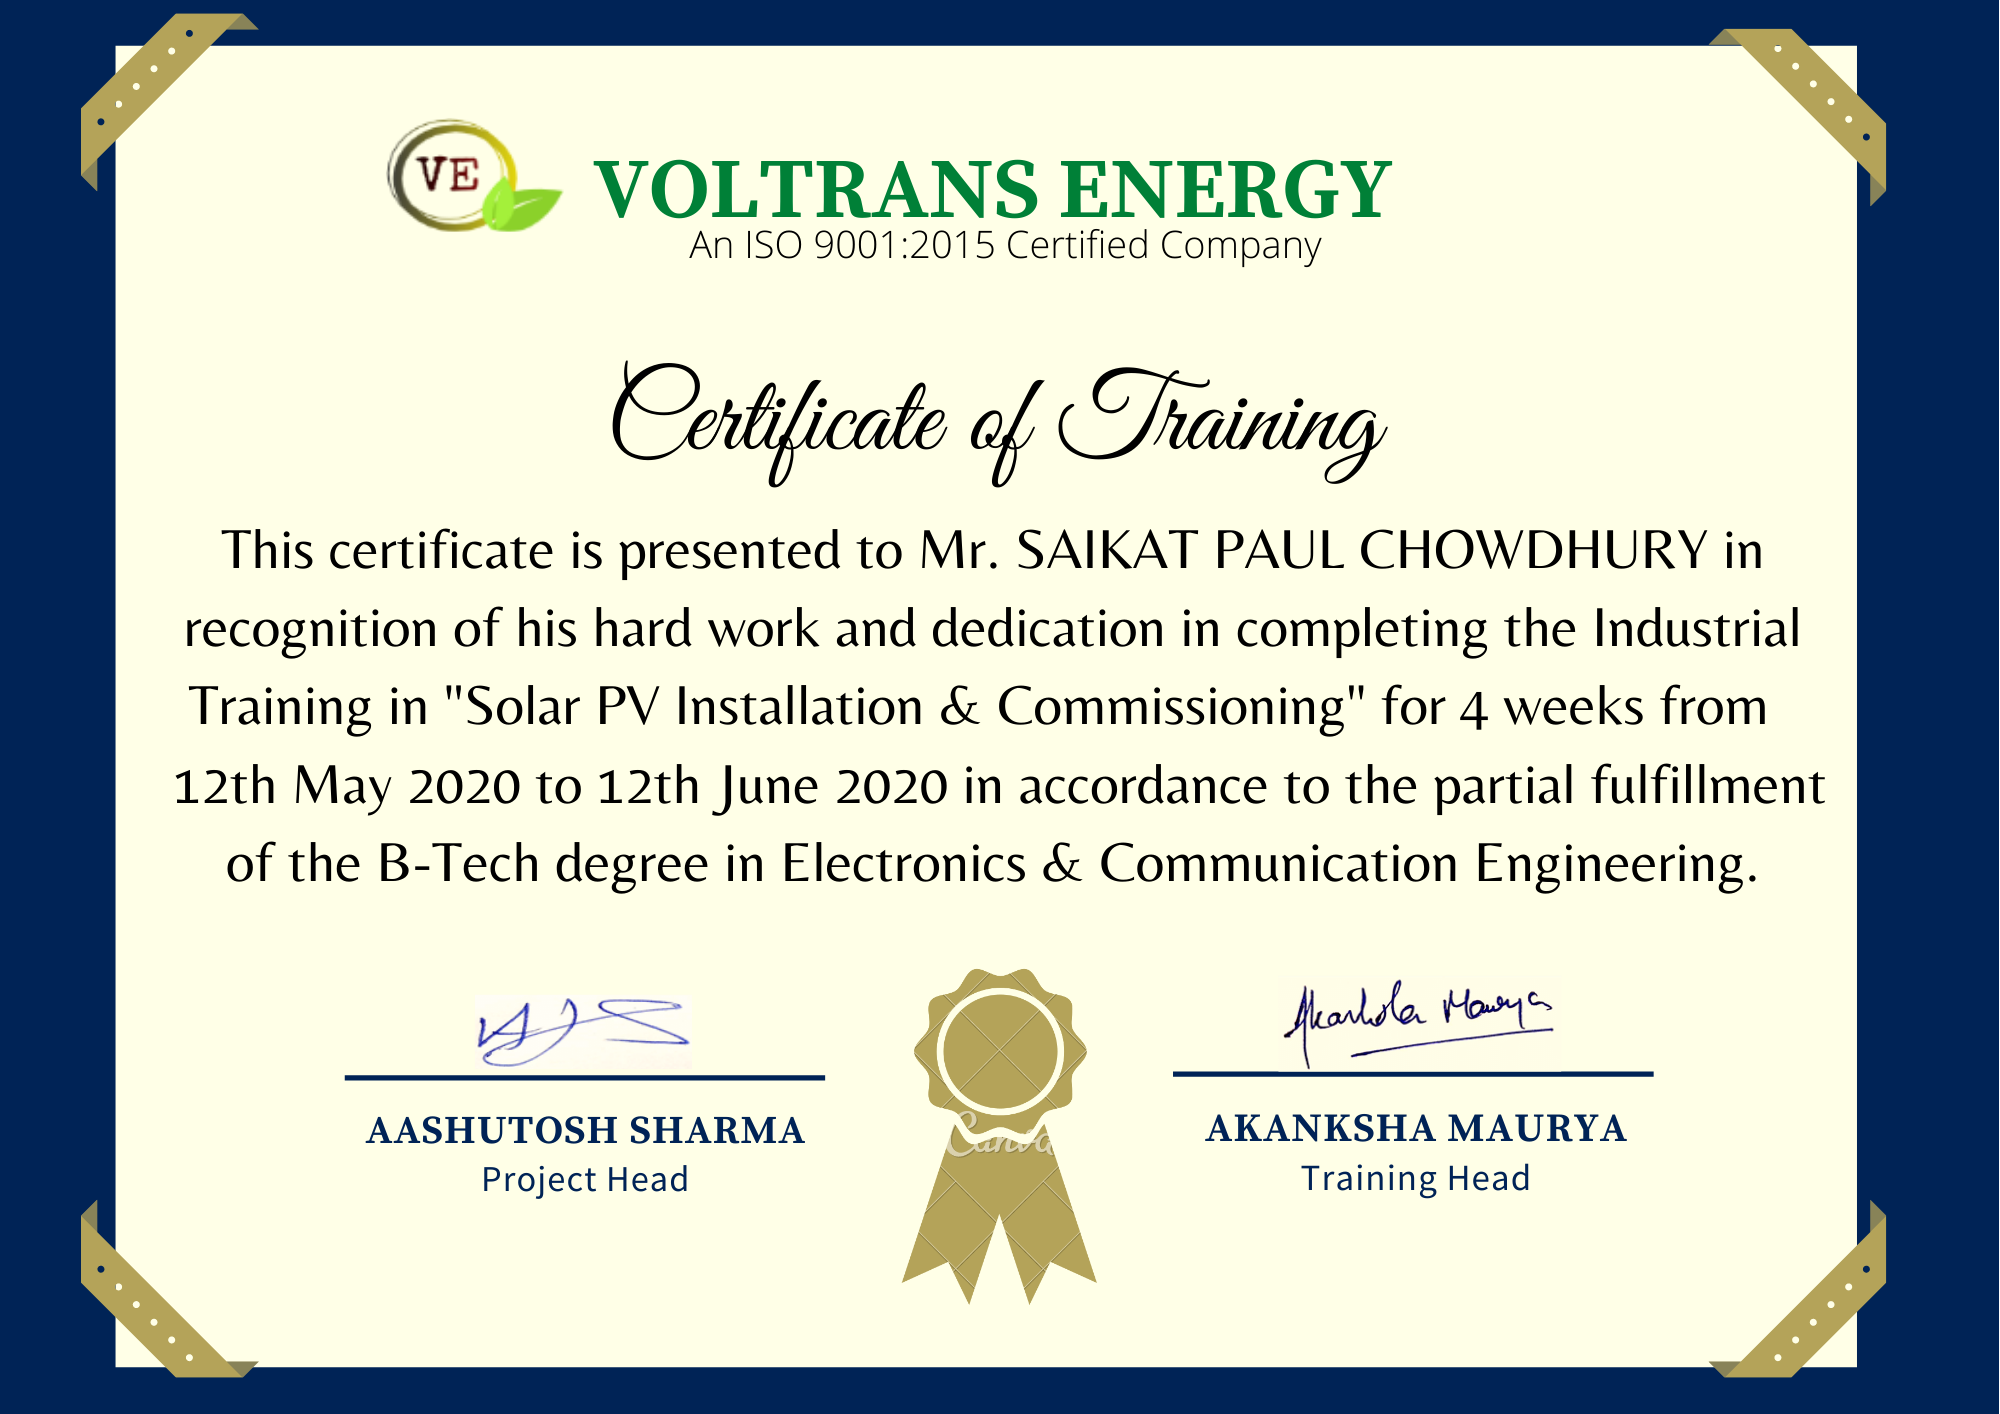 VE
VOLTRANS ENERGY
An ISO 9001:2015 Certified Company
Certificate of Training
This certificate is presented to Mr. SAIKAT PAUL CHOWDHURY in
recognition of his hard work and dedication in completing the Industrial
Training in "Solar PV Installation & Commissioning" for 4 weeks from
12th May 2020 to 12th June 2020 in accordance to the partial fulfillment
of the B-Tech degree in Electronics & Communication Engineering.
Akanksha Maurya
AASHUTOSH SHARMA
Project Head
Canva
AKANKSHA MAURYA
Training Head